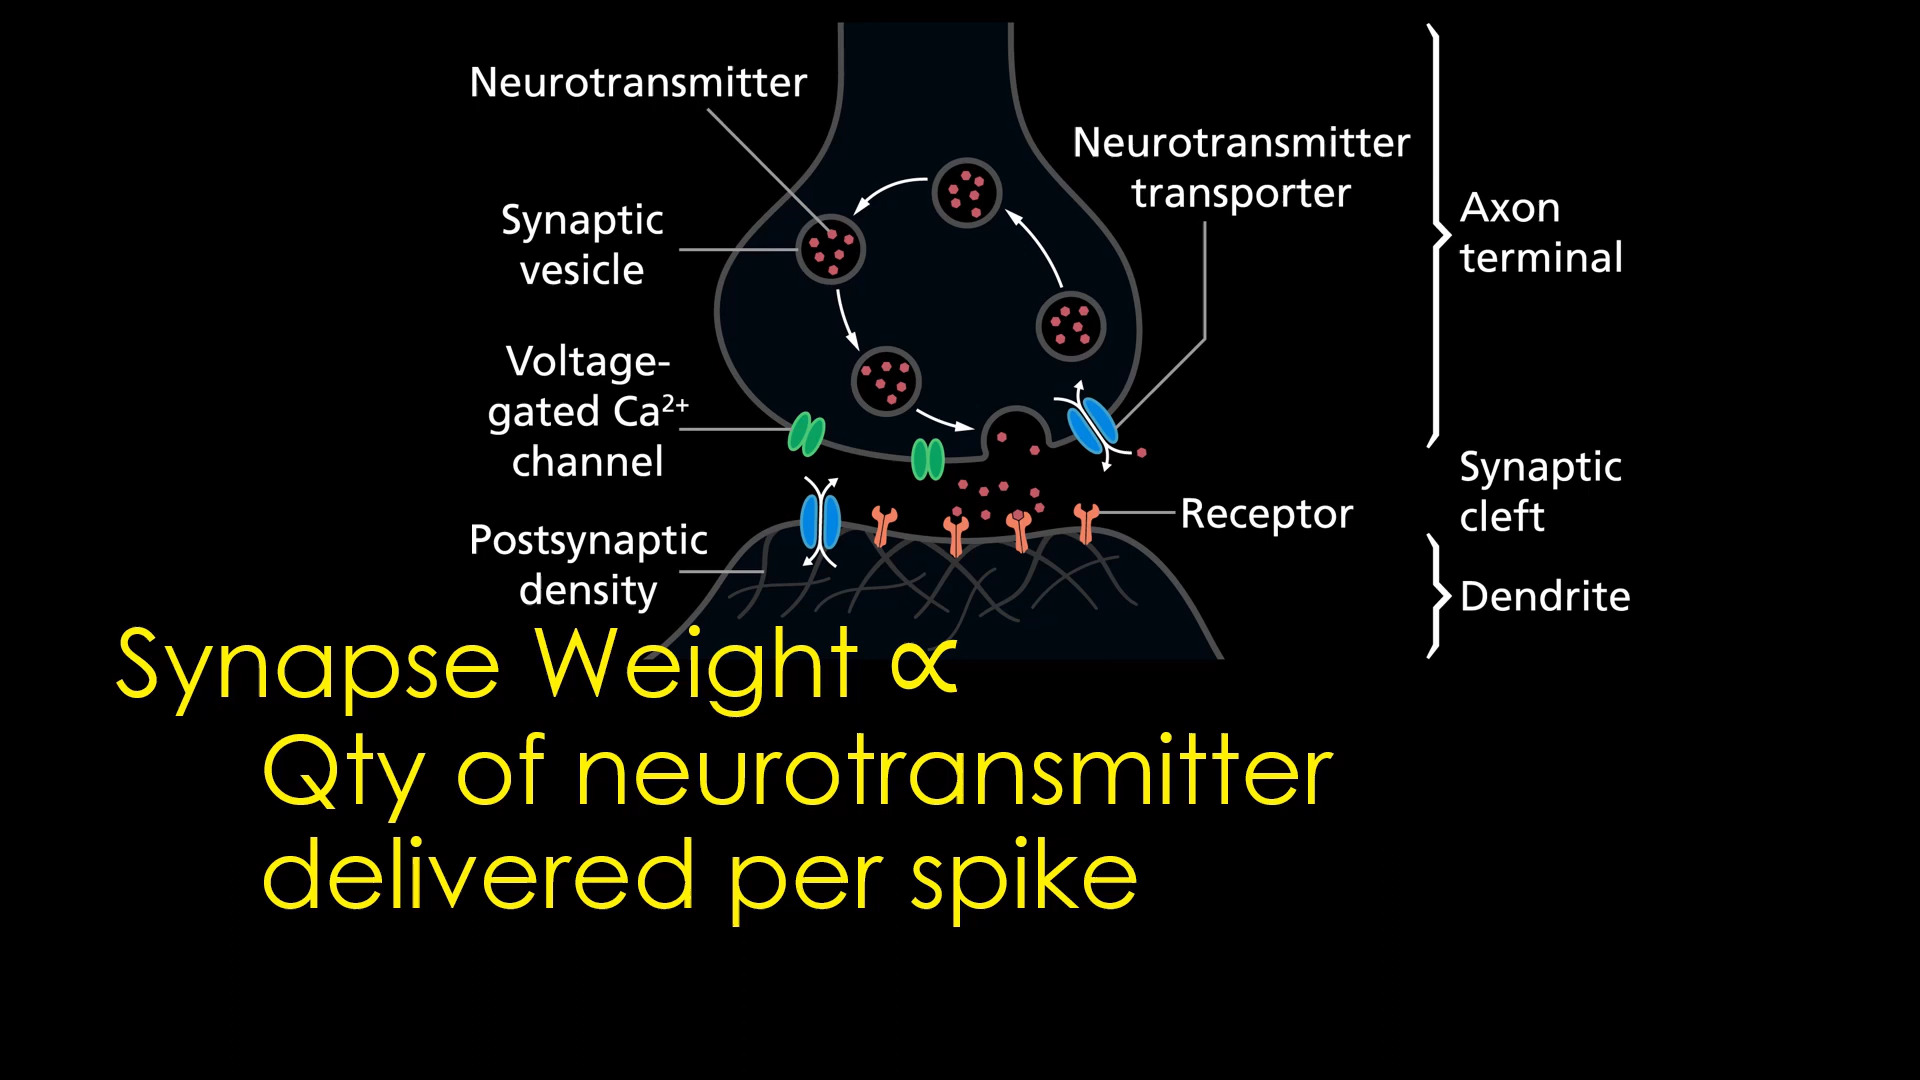 Neurotransmitter
Neurotransmitter
transporter
Synaptic
vesicle
Axon
terminal
Voltage-
gated Ca²⁺
channel
Synaptic
cleft
Receptor
Postsynaptic
density
Dendrite
Synapse Weight ∝
Qty of neurotransmitter
delivered per spike